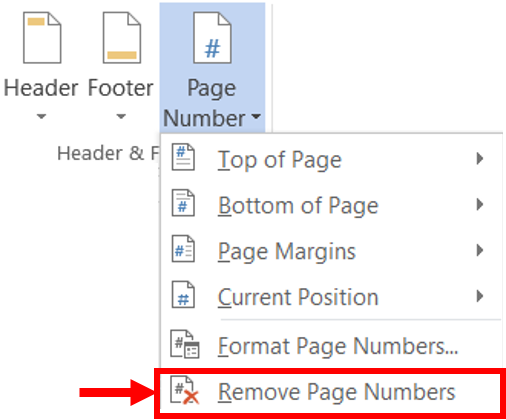 Header Footer Page
Number
Header & F
Top of Page
Bottom of Page
Page Margins
Current Position
Format Page Numbers...
Remove Page Numbers